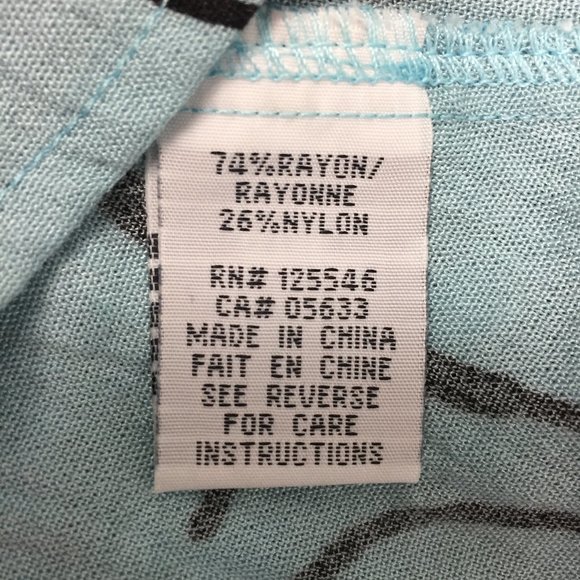 74%RAYON/
RAYONNE
26%NYLON
RN# 125546
CA# 05633
MADE IN CHINA
FAIT EN CHINE
SEE REVERSE
FOR CARE
INSTRUCTIONS